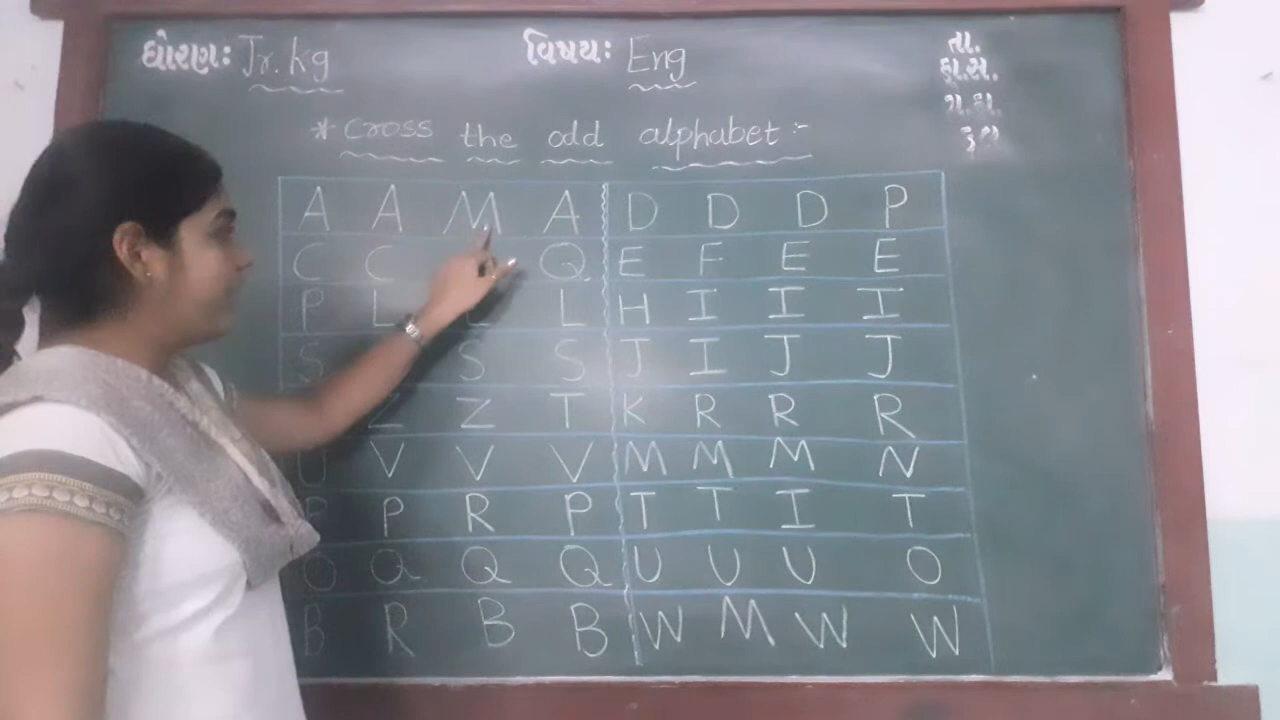 ધોરણ: Jr. kg વિષય: Eng તા.
હા.સ.
ગ.હા.
કુલ
* Cross the odd alphabet :-
A A M A D D D P
C C Q E F E E
P L L L H I I I
S S S J I J J
Z Z T K R R R
U V V V M M M N
P P R P T T I T
O Q Q Q U U U O
B R B B W M W W